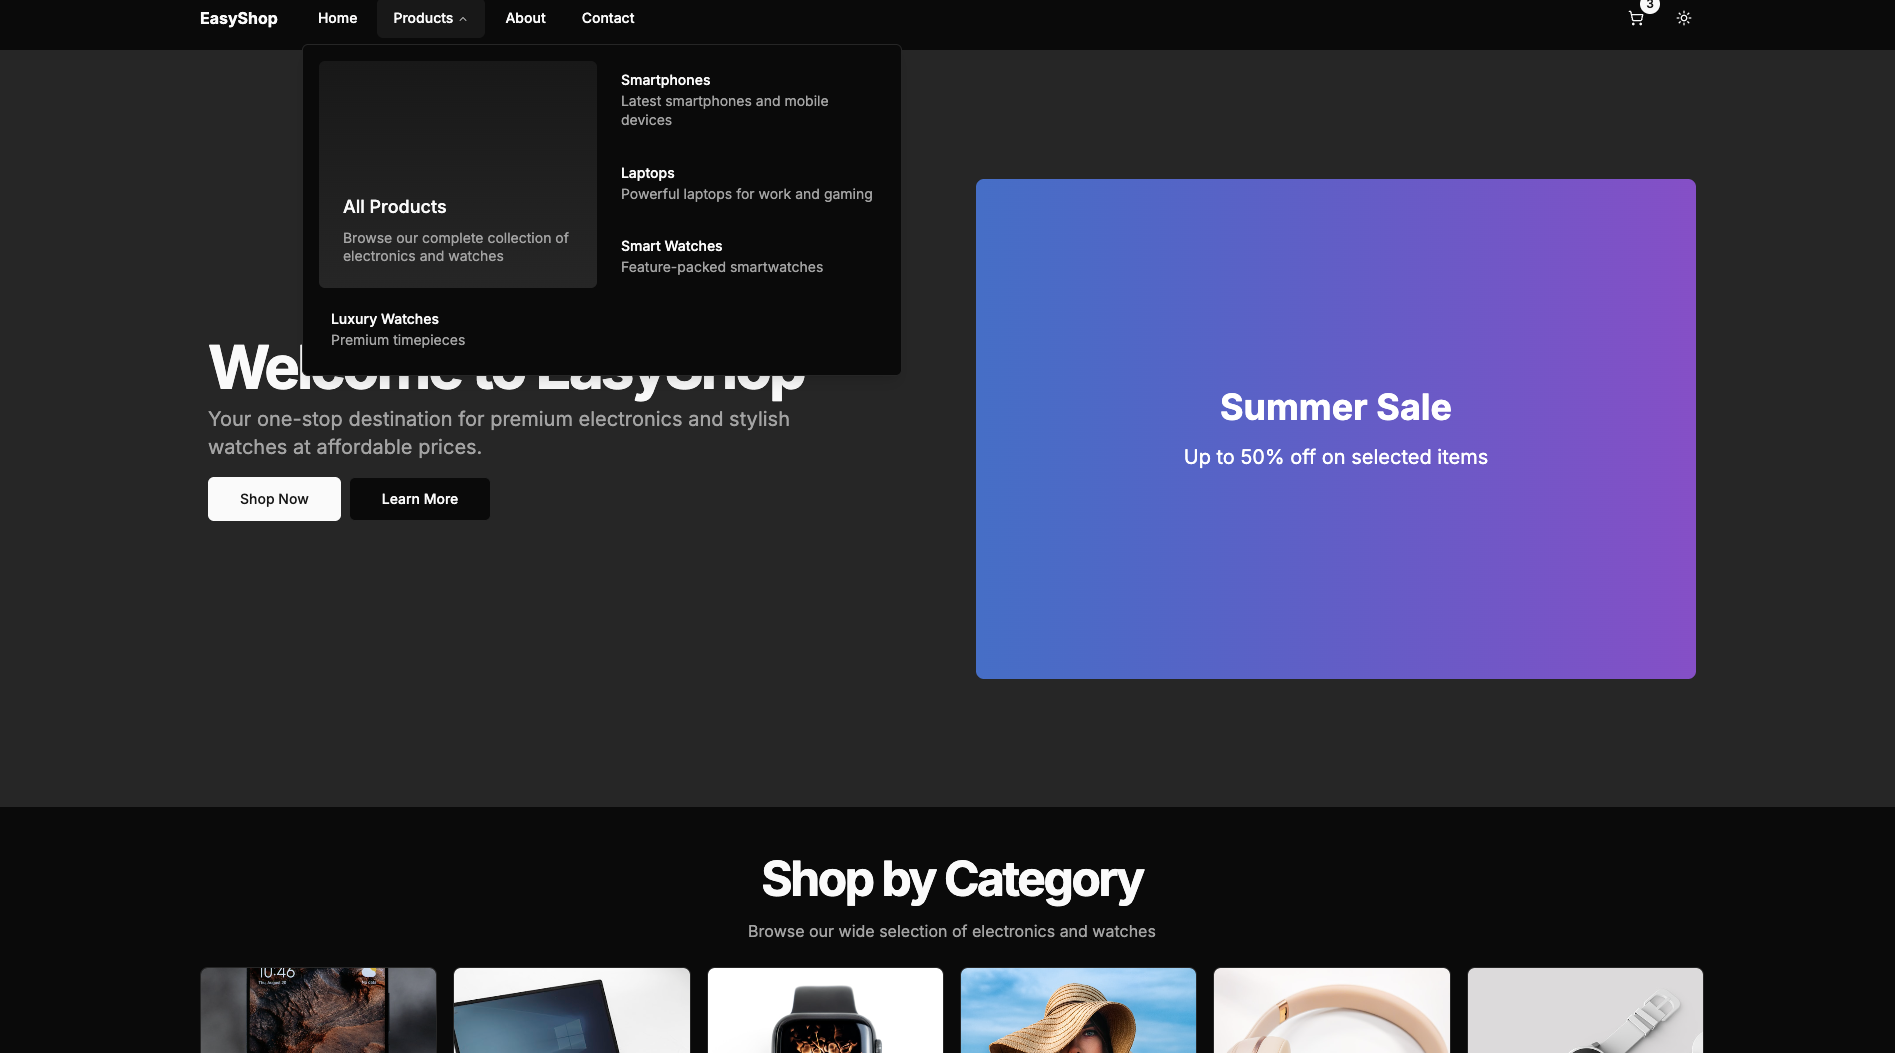 EasyShop
Home
Products
About
Contact
3
Smartphones
Latest smartphones and mobile
devices
Laptops
Powerful laptops for work and gaming
All Products
Browse our complete collection of
electronics and watches
Smart Watches
Feature-packed smartwatches
Luxury Watches
Premium timepieces
Welcome to EasyShop
Your one-stop destination for premium electronics and stylish
watches at affordable prices.
Shop Now
Learn More
Summer Sale
Up to 50% off on selected items
Shop by Category
Browse our wide selection of electronics and watches
10:46